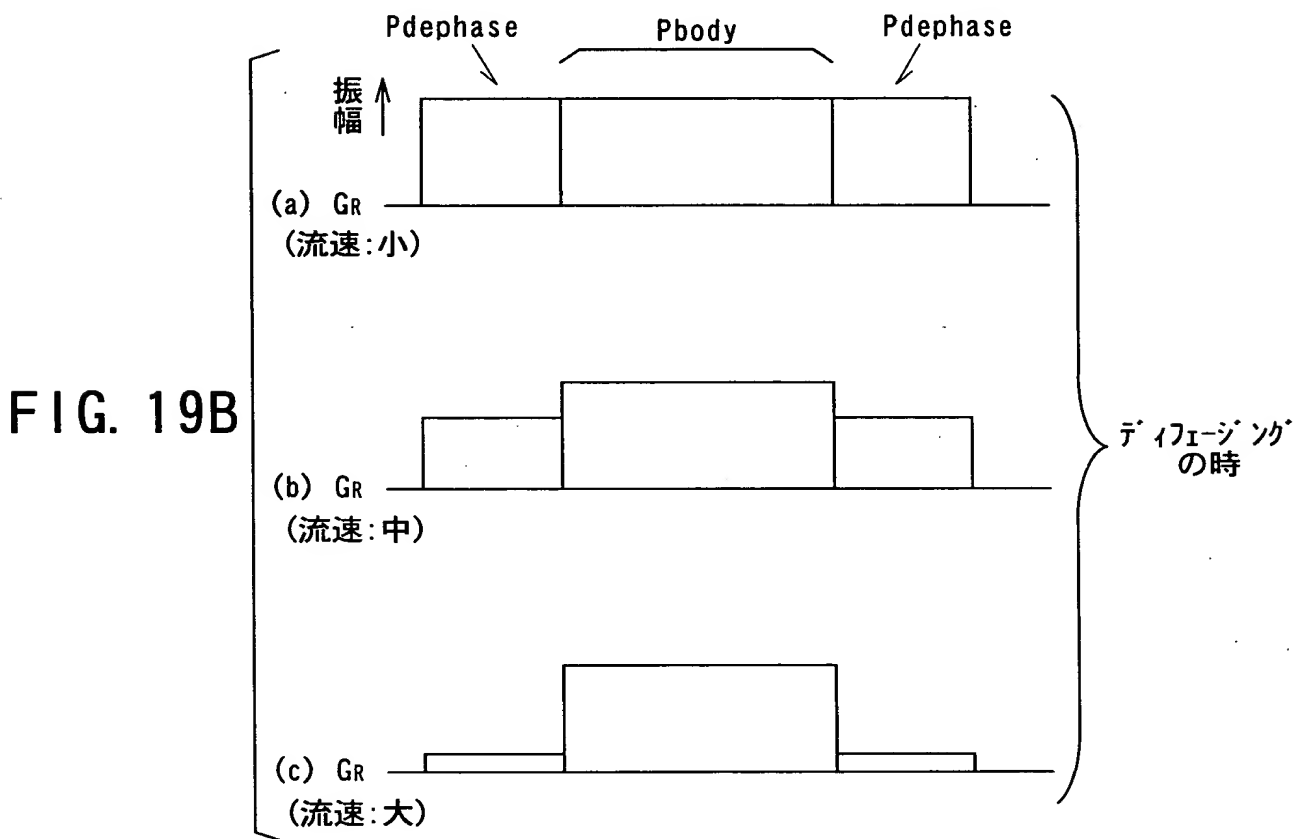 Pdephase Pbody Pdephase
振幅
(a) GR
(流速:小)
FIG. 19B
(b) GR
(流速:中)
ディフェージング
の時
(c) GR
(流速:大)